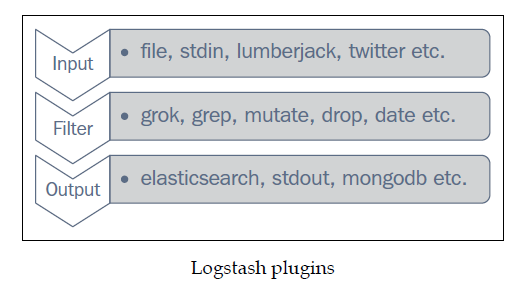 Input
• file, stdin, lumberjack, twitter etc.
Filter
• grok, grep, mutate, drop, date etc.
Output
• elasticsearch, stdout, mongodb etc.
Logstash plugins